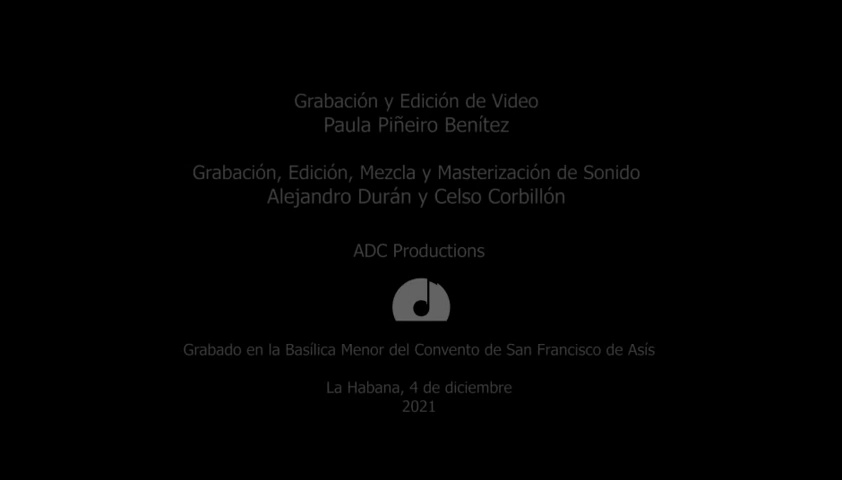 Grabación y Edición de Video
Paula Piñeiro Benítez
Grabación, Edición, Mezcla y Masterización de Sonido
Alejandro Durán y Celso Corbillón
ADC Productions
Grabado en la Basílica Menor del Convento de San Francisco de Asís
La Habana, 4 de diciembre
2021